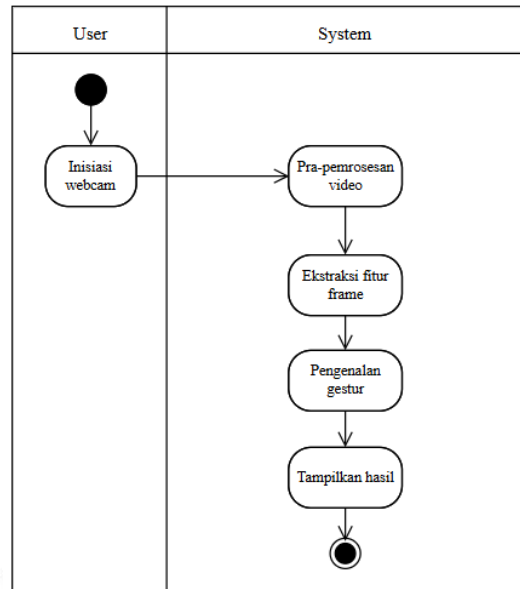 User
System
Inisiasi
webcam
Pra-pemrosesan
video
Ekstraksi fitur
frame
Pengenalan
gestur
Tampilkan hasil